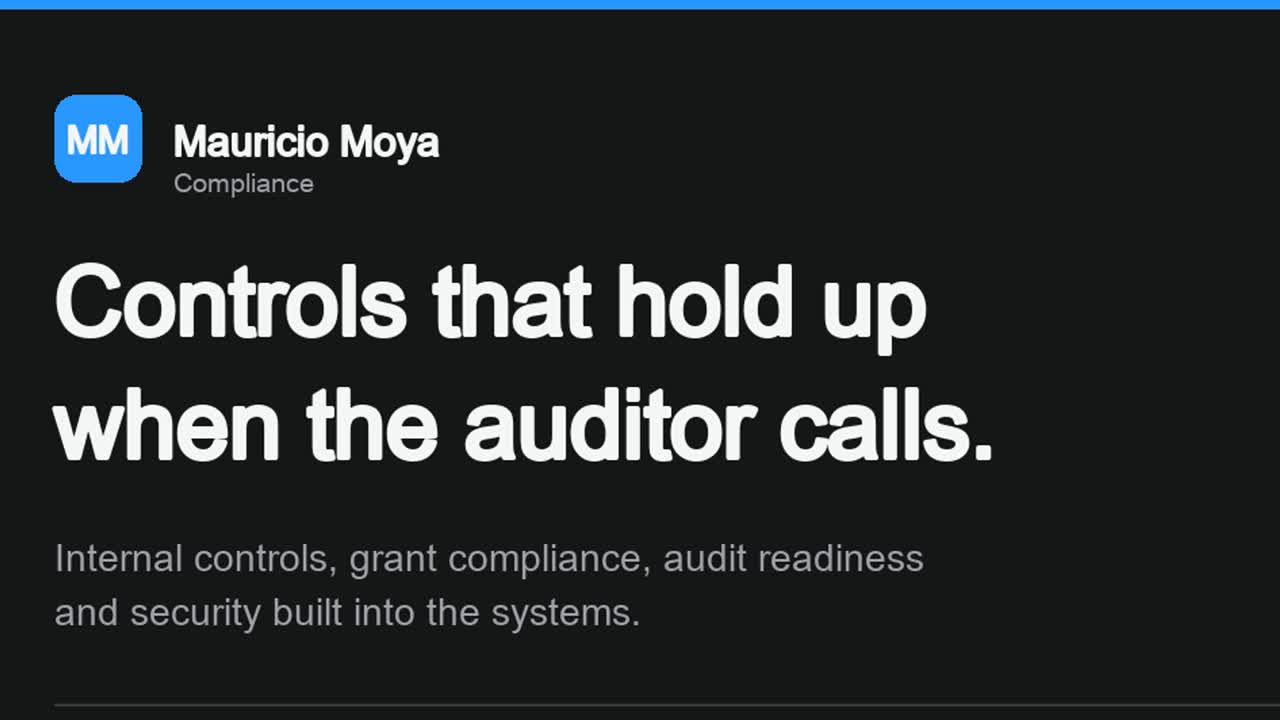 MM
Mauricio Moya
Compliance
Controls that hold up
when the auditor calls.
Internal controls, grant compliance, audit readiness
and security built into the systems.